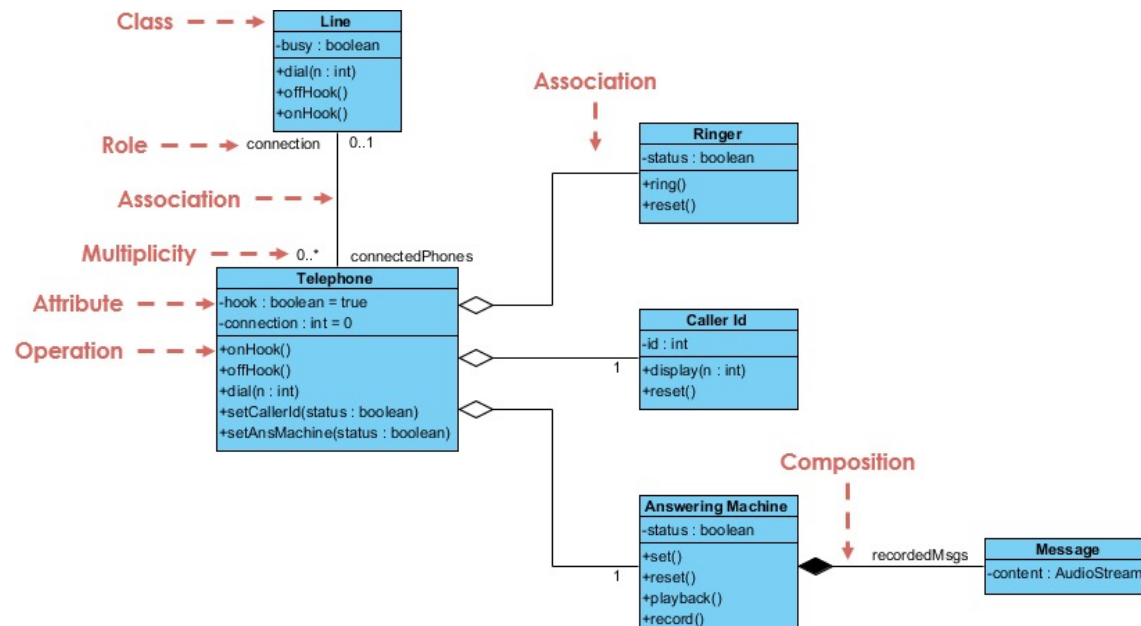 Class
Line
-busy : boolean
+dial(n : int)
+offHook()
+onHook()
Association
Role
connection
0..1
Ringer
-status : boolean
+ring()
+reset()
Association
Multiplicity
0..*
connectedPhones
Telephone
Attribute
-hook : boolean = true
-connection : int = 0
Operation
+onHook()
+offHook()
+dial(n : int)
+setCallerId(status : boolean)
+setAnsMachine(status : boolean)
Caller Id
-id : int
+display(n : int)
+reset()
1
Composition
Answering Machine
-status : boolean
+set()
+reset()
+playback()
+record()
1
recordedMsgs
Message
-content : AudioStream